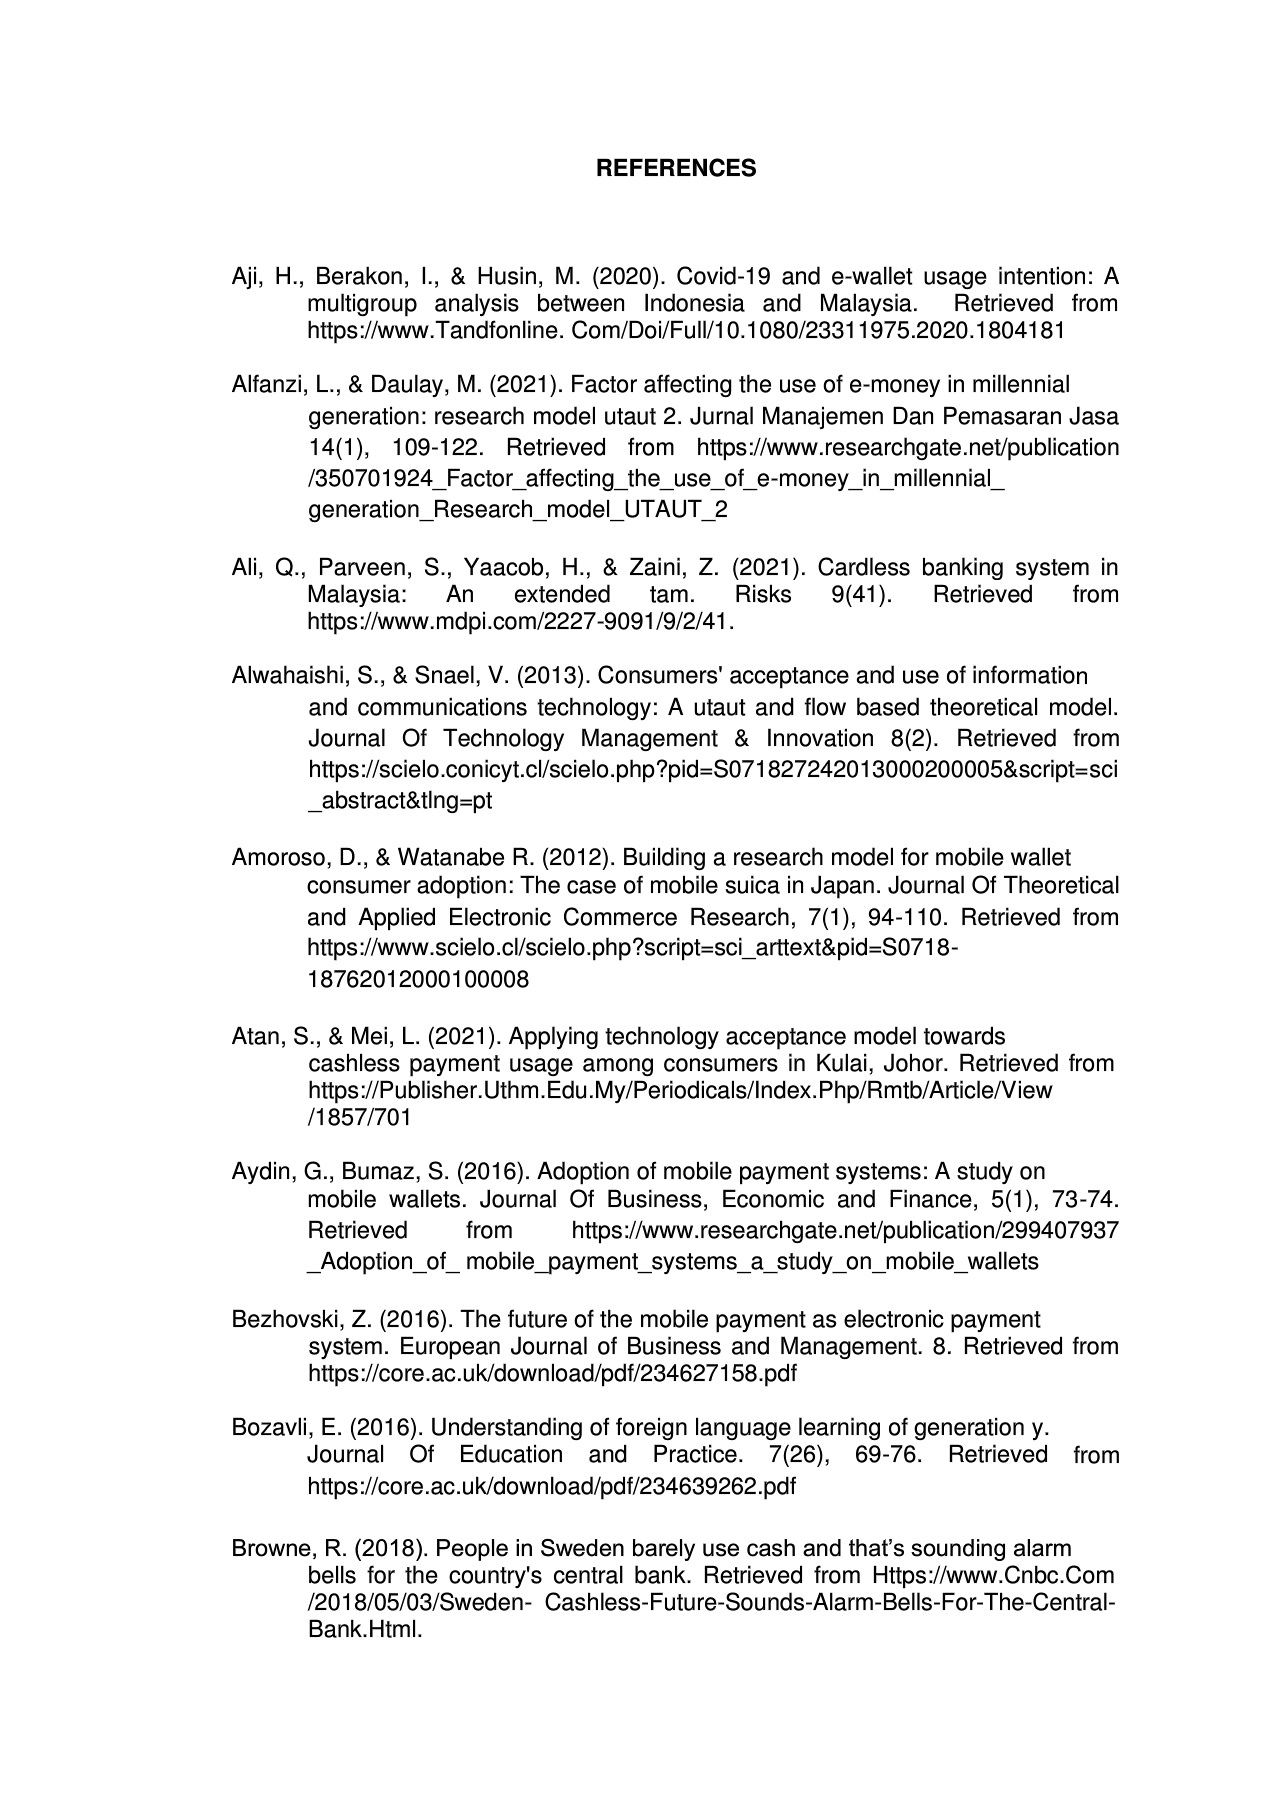 REFERENCES
Aji, H., Berakon, I., & Husin, M. (2020). Covid-19 and e-wallet usage intention: A
multigroup analysis between Indonesia and Malaysia. Retrieved from
https://www.Tandfonline. Com/Doi/Full/10.1080/23311975.2020.1804181
Alfanzi, L., & Daulay, M. (2021). Factor affecting the use of e-money in millennial
generation: research model utaut 2. Jurnal Manajemen Dan Pemasaran Jasa
14(1), 109-122. Retrieved from https://www.researchgate.net/publication
/350701924_Factor_affecting_the_use_of_e-money_in_millennial_
generation_Research_model_UTAUT_2
Ali, Q., Parveen, S., Yaacob, H., & Zaini, Z. (2021). Cardless banking system in
Malaysia: An extended tam. Risks 9(41). Retrieved from
https://www.mdpi.com/2227-9091/9/2/41.
Alwahaishi, S., & Snael, V. (2013). Consumers' acceptance and use of information
and communications technology: A utaut and flow based theoretical model.
Journal Of Technology Management & Innovation 8(2). Retrieved from
https://scielo.conicyt.cl/scielo.php?pid=S071827242013000200005&script=sci
_abstract&tlng=pt
Amoroso, D., & Watanabe R. (2012). Building a research model for mobile wallet
consumer adoption: The case of mobile suica in Japan. Journal Of Theoretical
and Applied Electronic Commerce Research, 7(1), 94-110. Retrieved from
https://www.scielo.cl/scielo.php?script=sci_arttext&pid=S0718-
18762012000100008
Atan, S., & Mei, L. (2021). Applying technology acceptance model towards
cashless payment usage among consumers in Kulai, Johor. Retrieved from
https://Publisher.Uthm.Edu.My/Periodicals/Index.Php/Rmtb/Article/View
/1857/701
Aydin, G., Bumaz, S. (2016). Adoption of mobile payment systems: A study on
mobile wallets. Journal Of Business, Economic and Finance, 5(1), 73-74.
Retrieved from https://www.researchgate.net/publication/299407937
_Adoption_of_ mobile_payment_systems_a_study_on_mobile_wallets
Bezhovski, Z. (2016). The future of the mobile payment as electronic payment
system. European Journal of Business and Management. 8. Retrieved from
https://core.ac.uk/download/pdf/234627158.pdf
Bozavli, E. (2016). Understanding of foreign language learning of generation y.
Journal Of Education and Practice. 7(26), 69-76. Retrieved from
https://core.ac.uk/download/pdf/234639262.pdf
Browne, R. (2018). People in Sweden barely use cash and that’s sounding alarm
bells for the country's central bank. Retrieved from Https://www.Cnbc.Com
/2018/05/03/Sweden- Cashless-Future-Sounds-Alarm-Bells-For-The-Central-
Bank.Html.